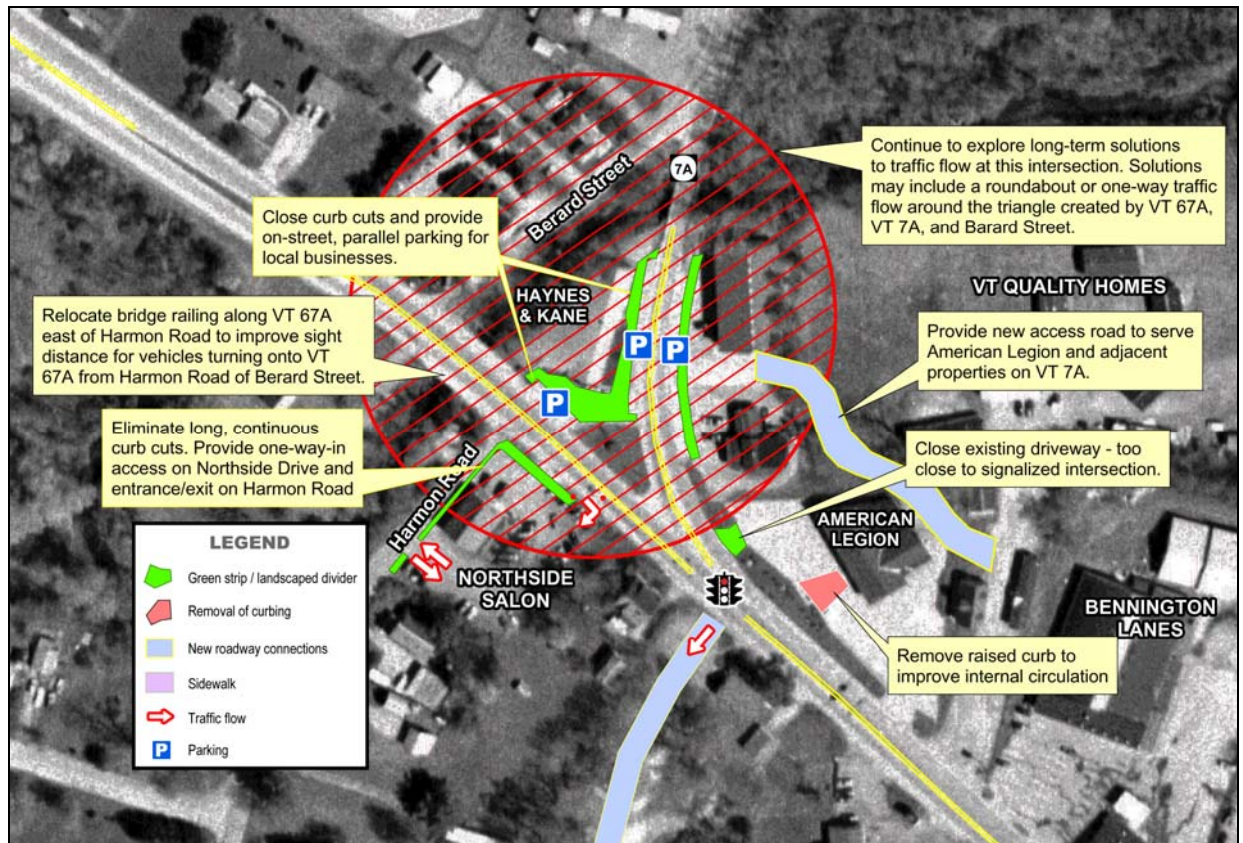 7A
Berard Street
Continue to explore long-term solutions
to traffic flow at this intersection. Solutions
may include a roundabout or one-way traffic
flow around the triangle created by VT 67A,
VT 7A, and Barard Street.
Close curb cuts and provide
on-street, parallel parking for
local businesses.
HAYNES
& KANE
VT QUALITY HOMES
Relocate bridge railing along VT 67A
east of Harmon Road to improve sight
distance for vehicles turning onto VT
67A from Harmon Road of Berard Street.
Provide new access road to serve
American Legion and adjacent
properties on VT 7A.
P
P
P
Eliminate long, continuous
curb cuts. Provide one-way-in
access on Northside Drive and
entrance/exit on Harmon Road
Close existing driveway - too
close to signalized intersection.
Harmon Road
AMERICAN
LEGION
NORTHSIDE
SALON
BENNINGTON
LANES
Remove raised curb to
improve internal circulation
LEGEND
Green strip / landscaped divider
Removal of curbing
New roadway connections
Sidewalk
Traffic flow
P
Parking